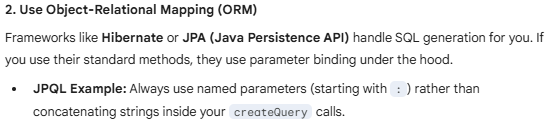 2. Use Object-Relational Mapping (ORM)
Frameworks like Hibernate or JPA (Java Persistence API) handle SQL generation for you. If
you use their standard methods, they use parameter binding under the hood.
• JPQL Example: Always use named parameters (starting with : ) rather than
concatenating strings inside your createQuery calls.